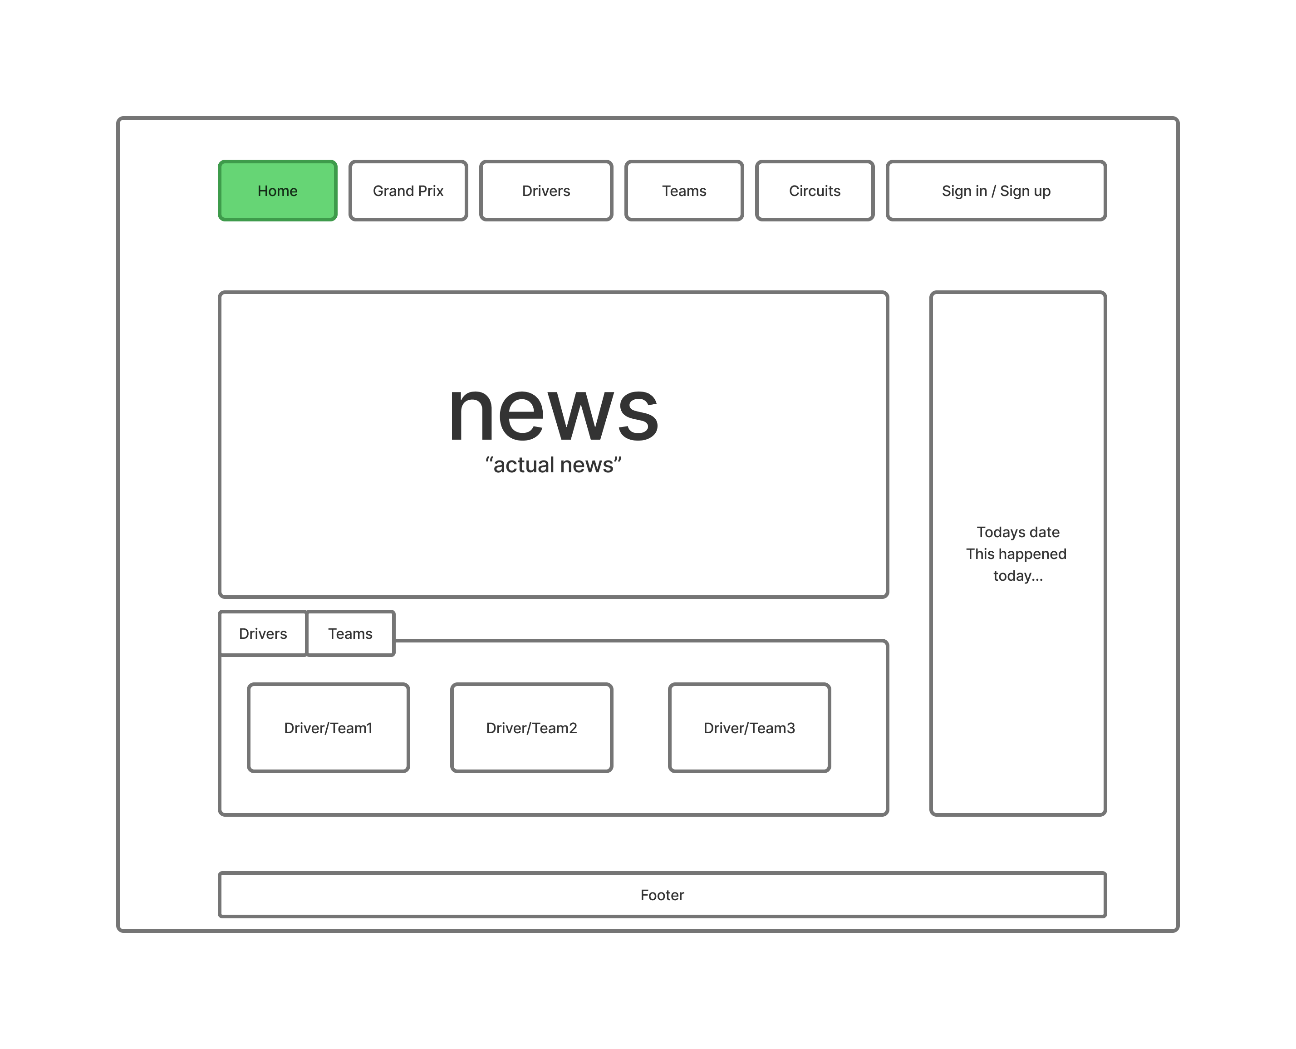 Home
Grand Prix
Drivers
Teams
Circuits
Sign in / Sign up
news
“actual news”
Todays date
This happened
today...
Drivers
Teams
Driver/Team1
Driver/Team2
Driver/Team3
Footer